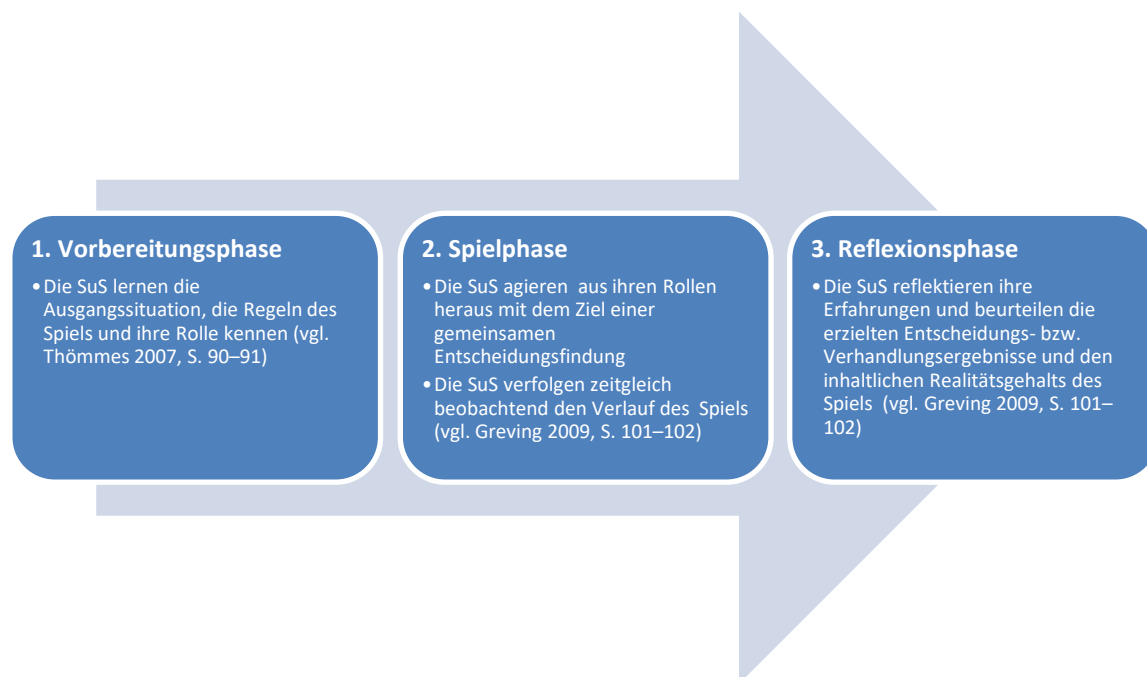 1. Vorbereitungsphase
•Die SuS lernen die
Ausgangssituation, die Regeln des
Spiels und ihre Rolle kennen (vgl.
Thömmes 2007, S. 90–91)
2. Spielphase
•Die SuS agieren  aus ihren Rollen
heraus mit dem Ziel einer
gemeinsamen
Entscheidungsfindung
•Die SuS verfolgen zeitgleich
beobachtend den Verlauf des  Spiels
(vgl. Greving 2009, S. 101–102)
3. Reflexionsphase
•Die SuS reflektieren ihre
Erfahrungen und beurteilen die
erzielten Entscheidungs- bzw.
Verhandlungsergebnisse und den
inhaltlichen Realitätsgehalts des
Spiels  (vgl. Greving 2009, S. 101–
102)